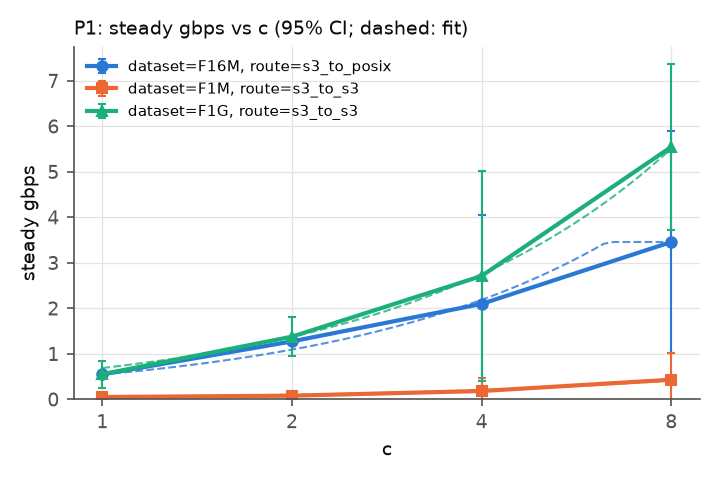 P1: steady gbps vs c (95% CI; dashed: fit)
dataset=F16M, route=s3_to_posix
dataset=F1M, route=s3_to_s3
dataset=F1G, route=s3_to_s3
steady gbps
7
6
5
4
3
2
1
0
1 2 4 8
c